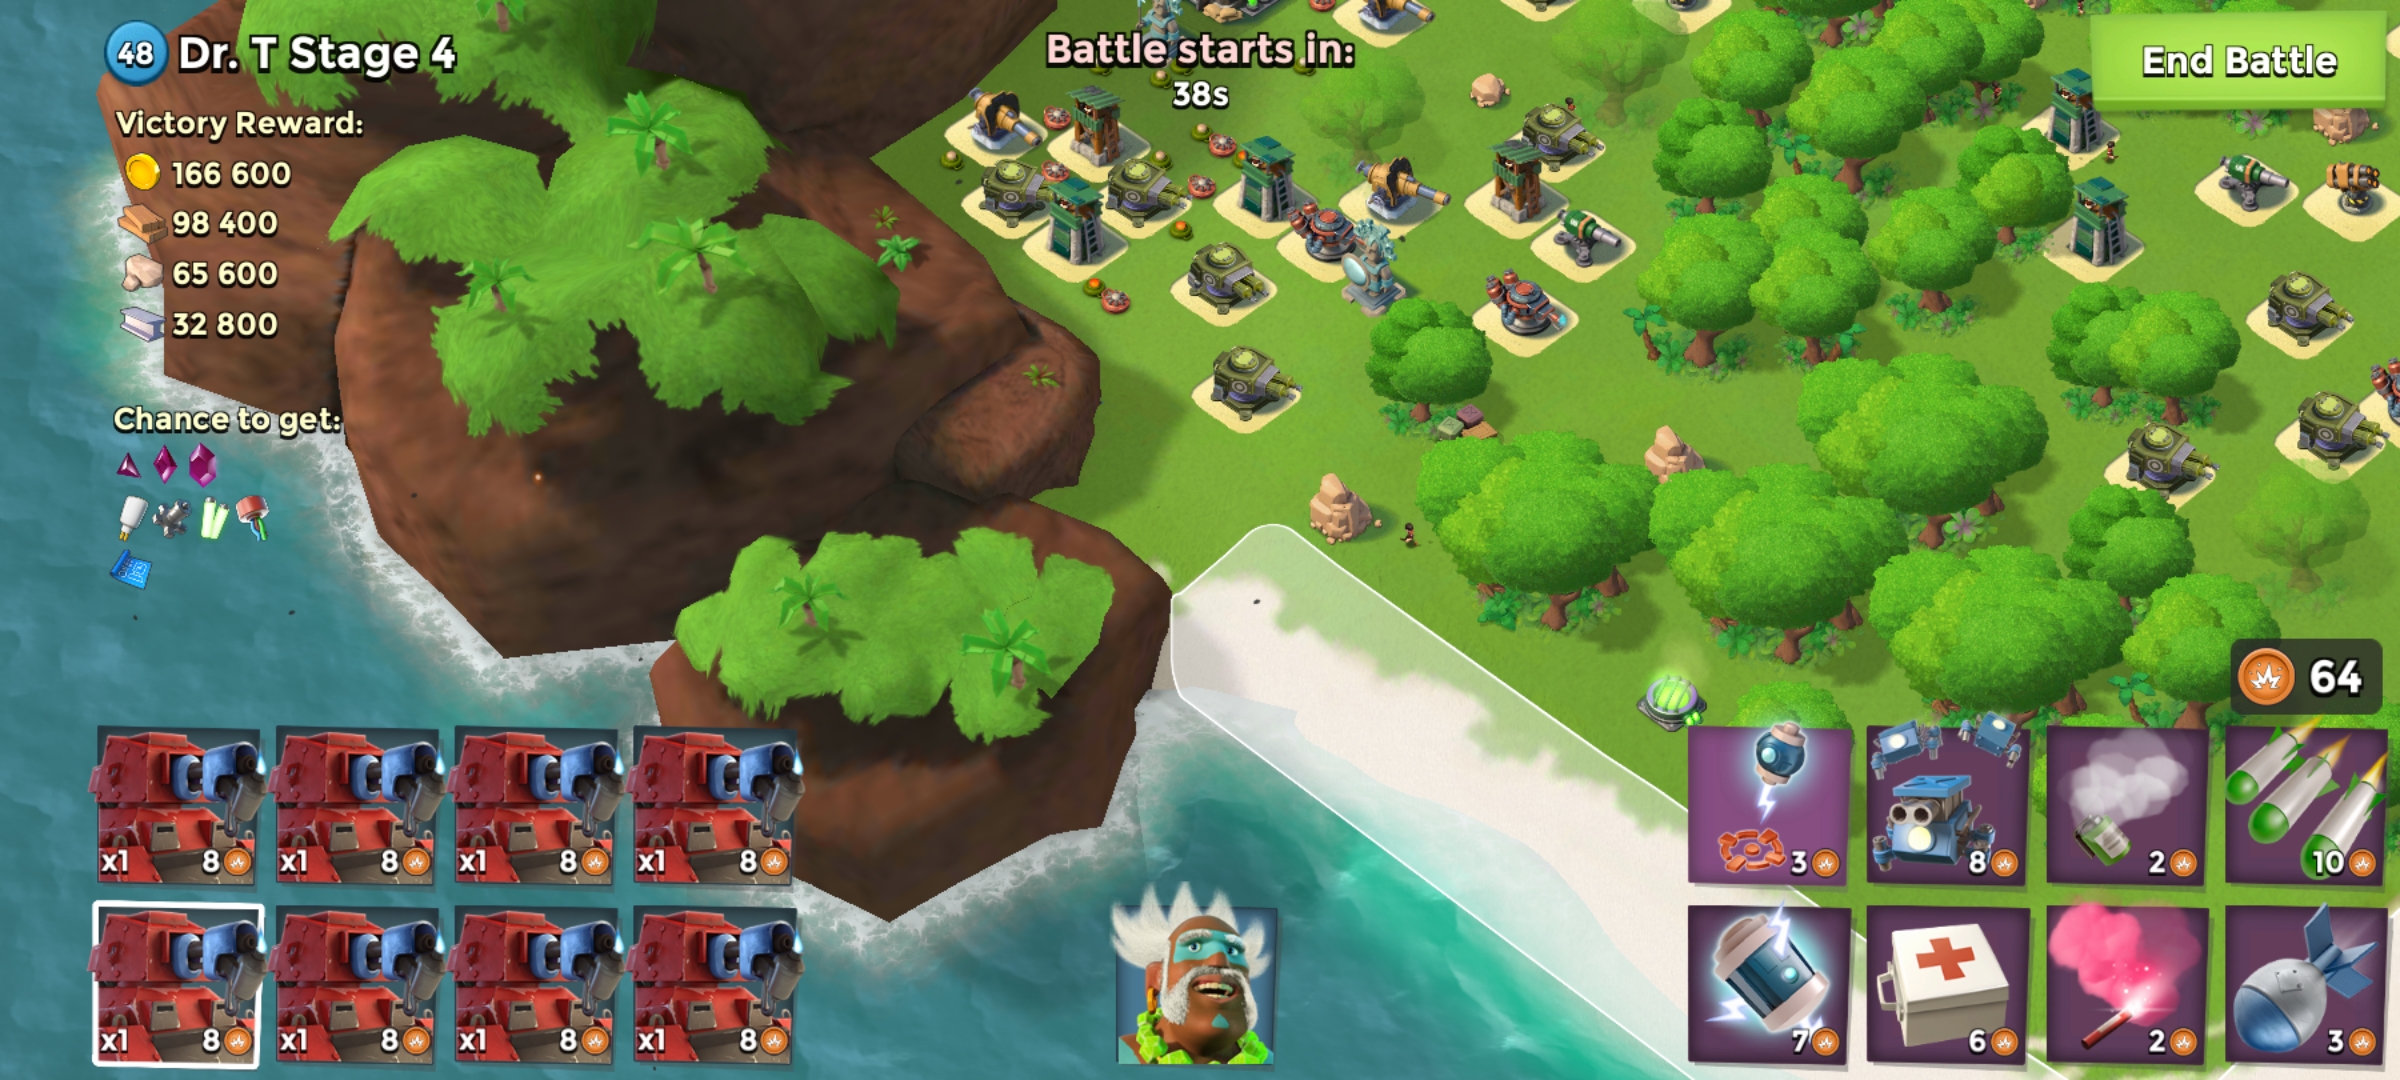 48 Dr. T Stage 4
Battle starts in:
38s
End Battle
Victory Reward:
166 600
98 400
65 600
32 800
Chance to get:
64
x1 8
x1 8
x1 8
x1 8
3
8
2
10
x1 8
x1 8
x1 8
x1 8
7
6
2
3